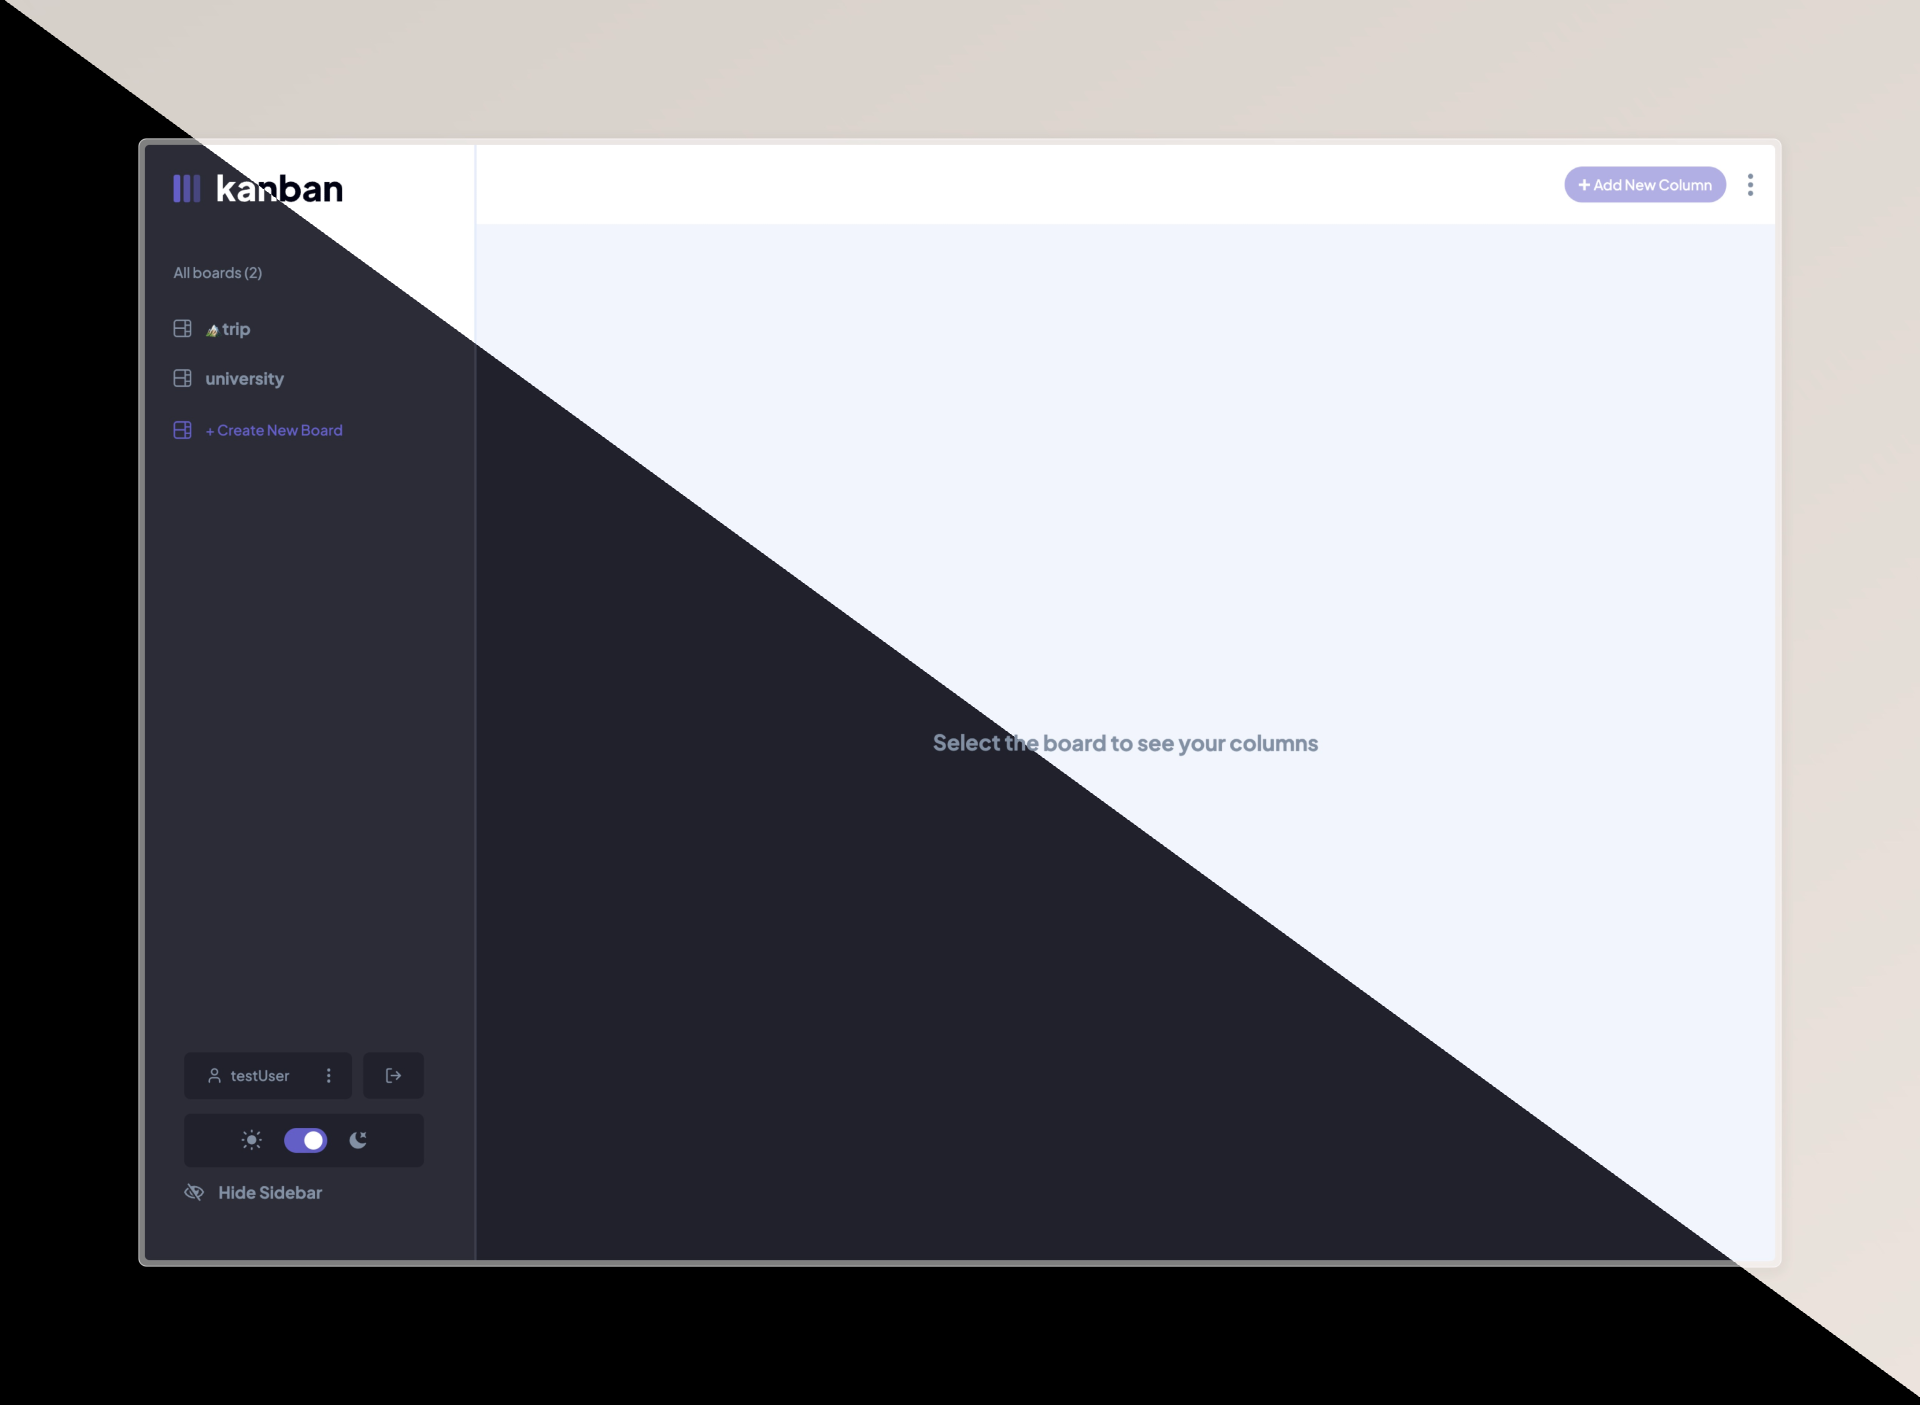 kanban
+ Add New Column
All boards (2)
trip
university
+ Create New Board
Select the board to see your columns
testUser
Hide Sidebar